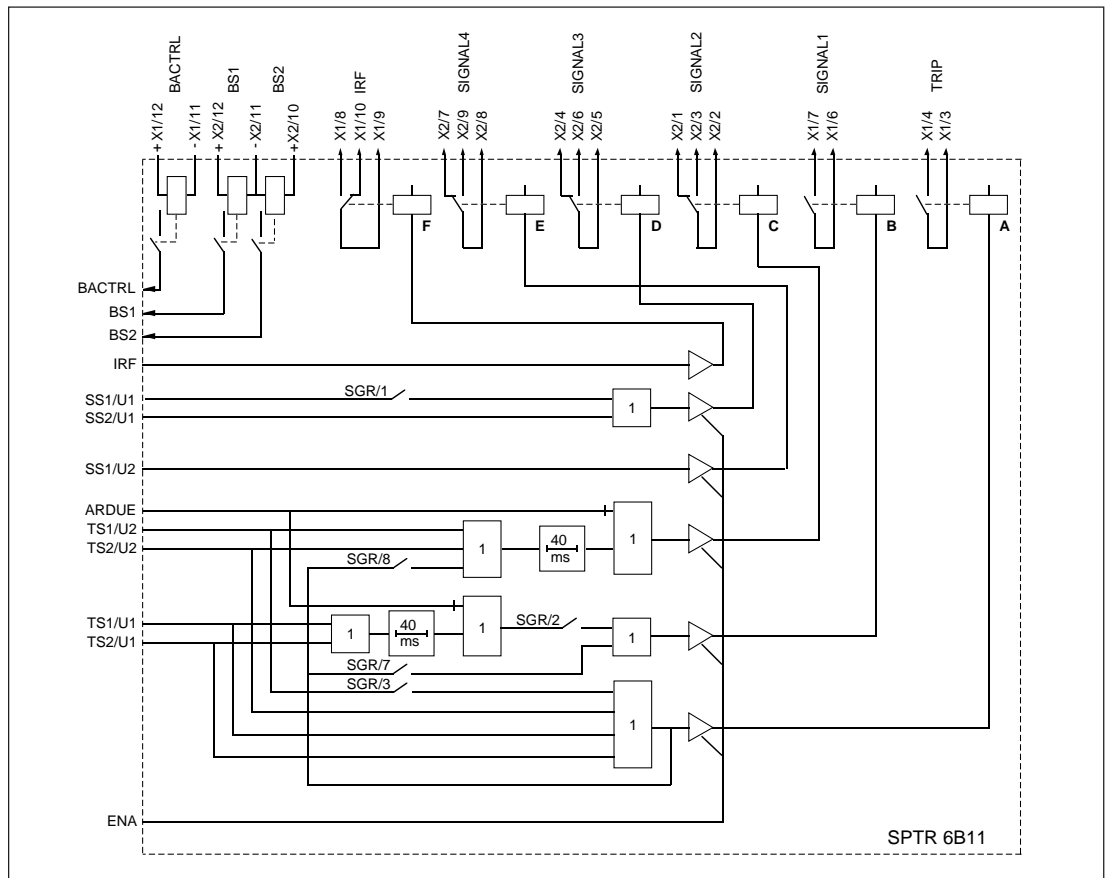 BACTRL
BS1
BS2
IRF
SIGNAL4
SIGNAL3
SIGNAL2
SIGNAL1
TRIP
+ X1/12
- X1/11
+ X2/12
- X2/11
+X2/10
X1/8
X1/10
X1/9
X2/7
X2/9
X2/8
X2/4
X2/6
X2/5
X2/1
X2/3
X2/2
X1/7
X1/6
X1/4
X1/3
F
E
D
C
B
A
BACTRL
BS1
BS2
IRF
SS1/U1
SGR/1
1
SS2/U1
SS1/U2
ARDUE
TS1/U2
TS2/U2
1
40
ms
1
SGR/8
TS1/U1
TS2/U1
1
40
ms
1
SGR/2
1
SGR/7
SGR/3
1
ENA
SPTR 6B11